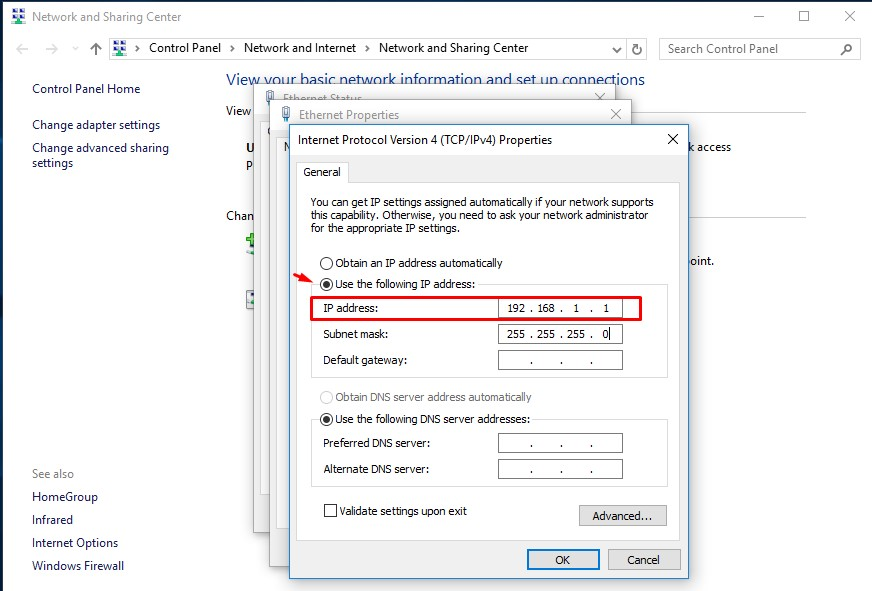 Network and Sharing Center
Control Panel > Network and Internet > Network and Sharing Center
Search Control Panel
Control Panel Home
Change adapter settings
Change advanced sharing
settings
View your basic network information and set up connections
View
Ethernet Status
Ethernet Properties
Internet Protocol Version 4 (TCP/IPv4) Properties
access
General
You can get IP settings assigned automatically if your network supports
this capability. Otherwise, you need to ask your network administrator
for the appropriate IP settings.
Obtain an IP address automatically
Use the following IP address:
IP address: 192 . 168 . 1 . 1
Subnet mask: 255 . 255 . 255 . 0
Default gateway: . . .
Obtain DNS server address automatically
Use the following DNS server addresses:
Preferred DNS server: . . .
Alternate DNS server: . . .
Validate settings upon exit
Advanced...
OK
Cancel
See also
HomeGroup
Infrared
Internet Options
Windows Firewall